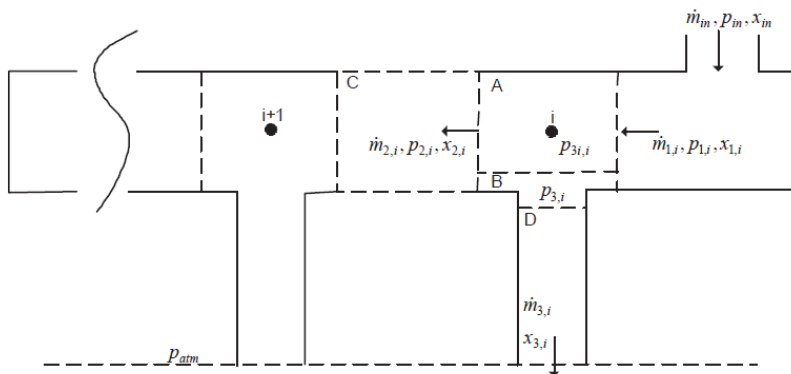 ṁ_in, p_in, x_in
C
A
i+1
i
ṁ_2,i, p_2,i, x_2,i
p_3i,i
ṁ_1,i, p_1,i, x_1,i
B
p_3,i
D
ṁ_3,i
x_3,i
p_atm